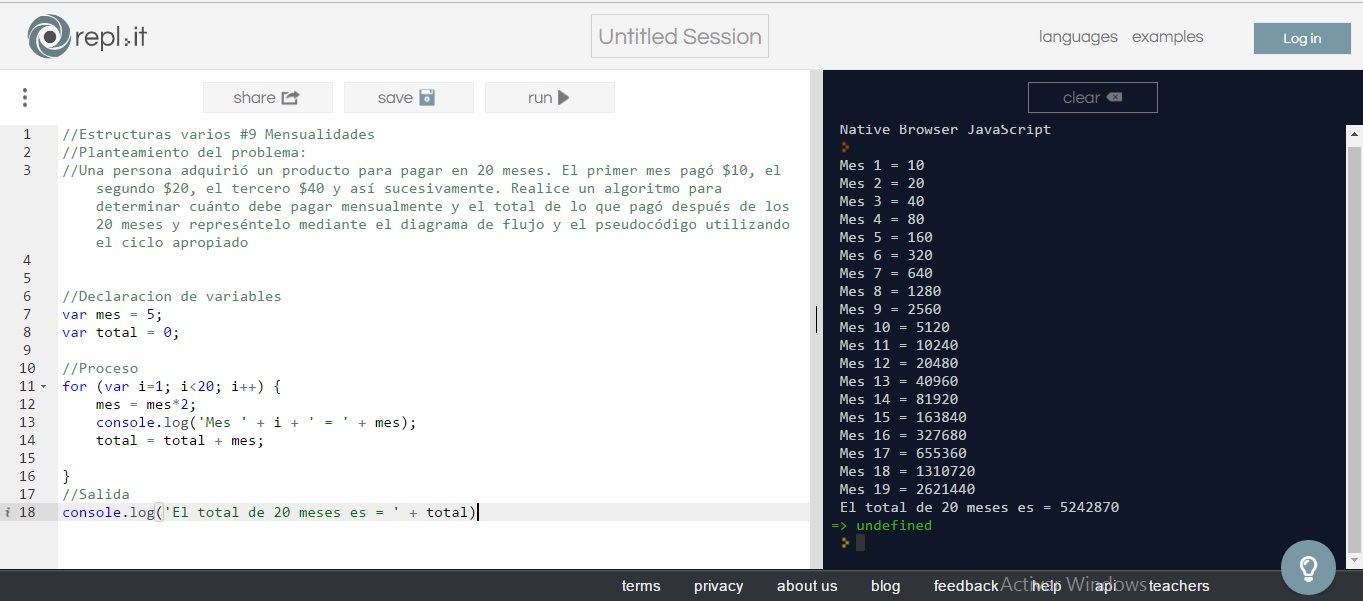 repl.it
Untitled Session
languages examples Log in
share save run clear
1 //Estructuras varios #9 Mensualidades
2 //Planteamiento del problema:
3 //Una persona adquirió un producto para pagar en 20 meses. El primer mes pagó $10, el
segundo $20, el tercero $40 y así sucesivamente. Realice un algoritmo para
determinar cuánto debe pagar mensualmente y el total de lo que pagó después de los
20 meses y represéntelo mediante el diagrama de flujo y el pseudocódigo utilizando
el ciclo apropiado
4
5
6 //Declaracion de variables
7 var mes = 5;
8 var total = 0;
9
10 //Proceso
11 for (var i=1; i<20; i++) {
12 mes = mes*2;
13 console.log('Mes ' + i + ' = ' + mes);
14 total = total + mes;
15
16 }
17 //Salida
i 18 console.log('El total de 20 meses es = ' + total)
Native Browser JavaScript
Mes 1 = 10
Mes 2 = 20
Mes 3 = 40
Mes 4 = 80
Mes 5 = 160
Mes 6 = 320
Mes 7 = 640
Mes 8 = 1280
Mes 9 = 2560
Mes 10 = 5120
Mes 11 = 10240
Mes 12 = 20480
Mes 13 = 40960
Mes 14 = 81920
Mes 15 = 163840
Mes 16 = 327680
Mes 17 = 655360
Mes 18 = 1310720
Mes 19 = 2621440
El total de 20 meses es = 5242870
=> undefined
terms privacy about us blog feedback help api teachers
Activar Windows